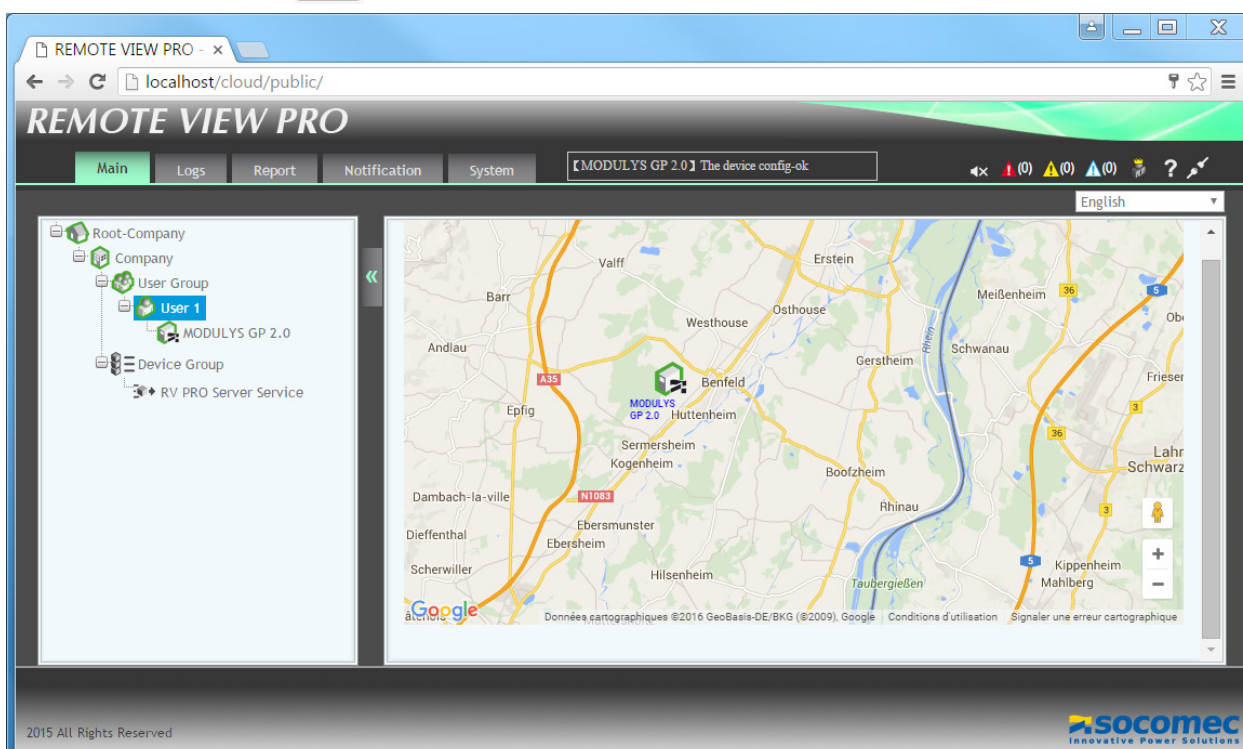 REMOTE VIEW PRO -
localhost/cloud/public/
REMOTE VIEW PRO
Main
Logs
Report
Notification
System
【MODULYS GP 2.0】 The device config-ok
(0)
(0)
(0)
?
English
Root-Company
Company
User Group
User 1
MODULYS GP 2.0
Device Group
RV PRO Server Service
Valff
Erstein
Barr
Meißenheim
36
5
Osthouse
Westhouse
Andlau
Rhein
Schwanau
Gerstheim
A35
Benfeld
Frieser
MODULYS
GP 2.0
Huttenheim
Epfig
3
36
Sermersheim
Kogenheim
Lahr
Schwarz
Boofzheim
Dambach-la-ville
N1083
Rhinau
3
Ebersmunster
Dieffenthal
Ebersheim
5
Kippenheim
Scherwiller
Hilsenheim
Mahlberg
Taubergießen
+
−
Google
Données cartographiques ©2016 GeoBasis-DE/BKG (©2009), Google
Conditions d'utilisation
Signaler une erreur cartographique
2015 All Rights Reserved
socomec
Innovative Power Solutions